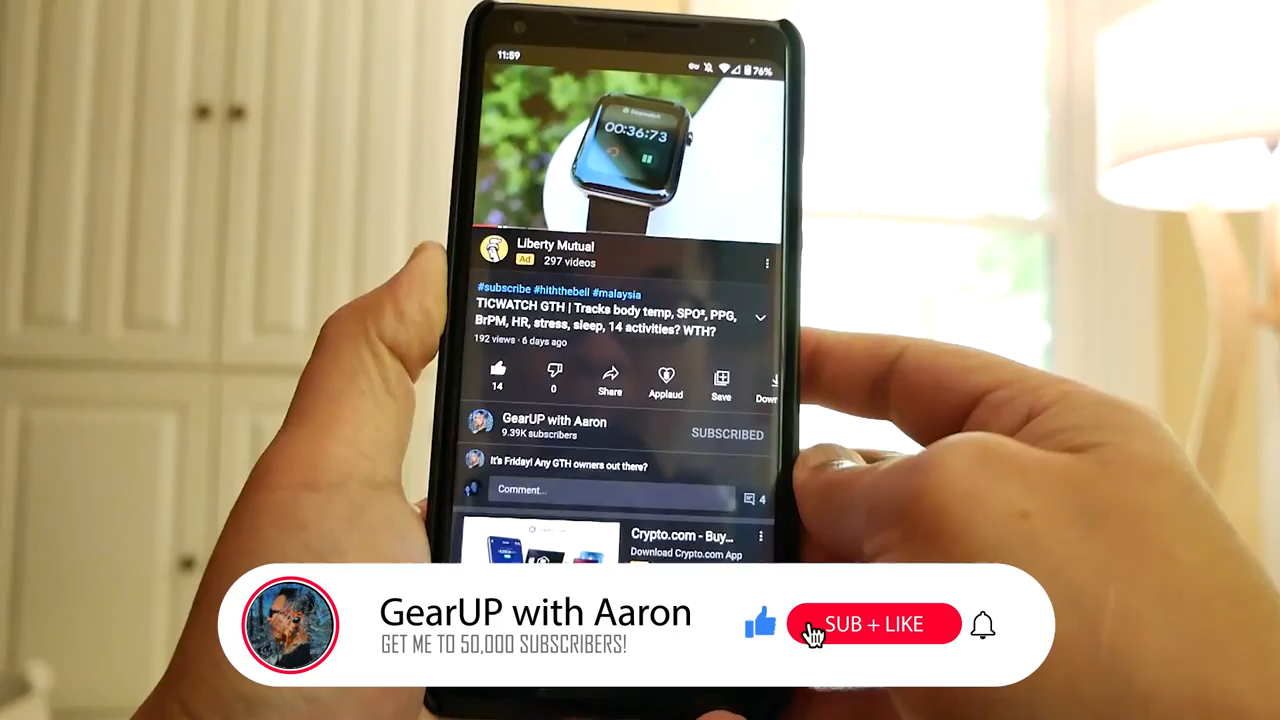 11:59
76%
Stopwatch
00:36:73
Liberty Mutual
Ad 297 videos
#subscribe #hiththebell #malaysia
TICWATCH GTH | Tracks body temp, SPO², PPG,
BrPM, HR, stress, sleep, 14 activities? WTH?
192 views · 6 days ago
14 0 Share Applaud Save Down
GearUP with Aaron
9.39K subscribers
SUBSCRIBED
It's Friday! Any GTH owners out there?
Comment...
4
Crypto.com - Buy...
Download Crypto.com App
GearUP with Aaron
GET ME TO 50,000 SUBSCRIBERS!
SUB + LIKE